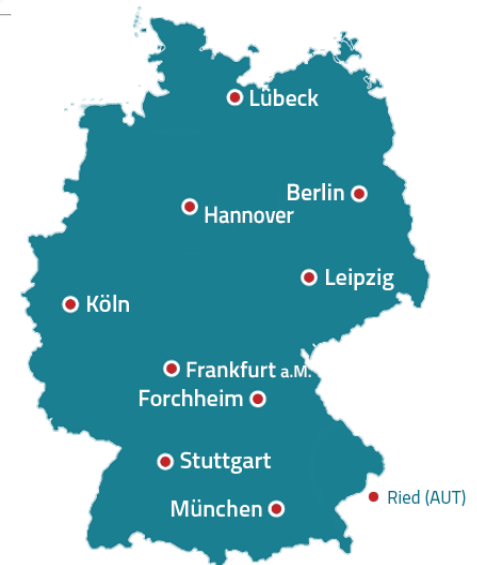 Lübeck
Berlin
Hannover
Leipzig
Köln
Frankfurt a.M.
Forchheim
Stuttgart
Ried (AUT)
München